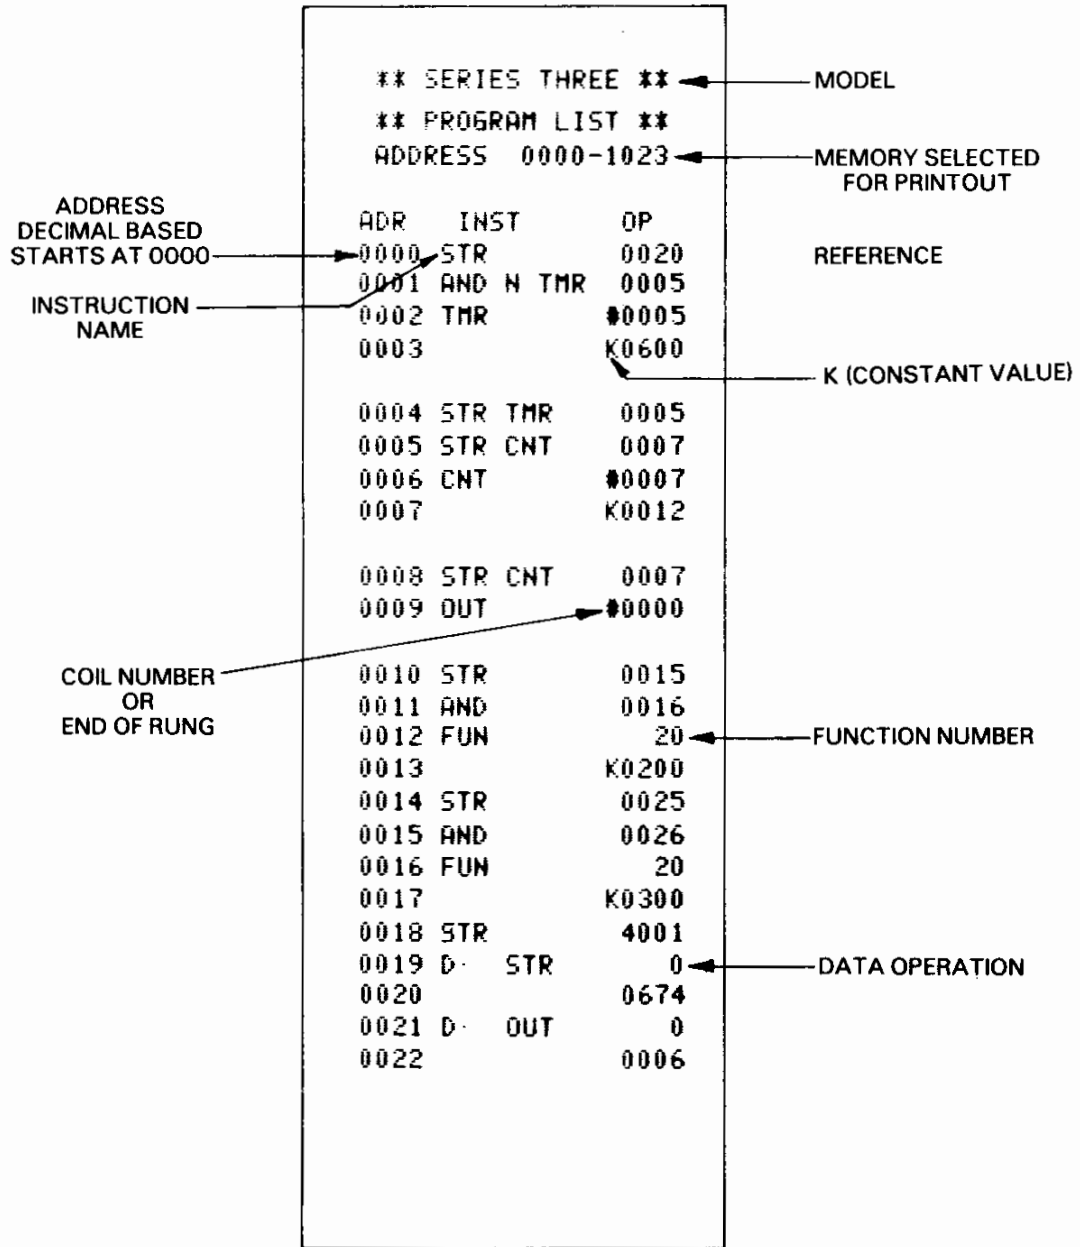 ** SERIES THREE **
MODEL
** PROGRAM LIST **
ADDRESS 0000-1023
MEMORY SELECTED
FOR PRINTOUT
ADDRESS
DECIMAL BASED
STARTS AT 0000
ADR INST OP
0000 STR 0020
REFERENCE
0001 AND N TMR 0005
INSTRUCTION
NAME
0002 TMR #0005
0003 K0600
K (CONSTANT VALUE)
0004 STR TMR 0005
0005 STR CNT 0007
0006 CNT #0007
0007 K0012
0008 STR CNT 0007
0009 OUT #0000
COIL NUMBER
OR
END OF RUNG
0010 STR 0015
0011 AND 0016
0012 FUN 20
FUNCTION NUMBER
0013 K0200
0014 STR 0025
0015 AND 0026
0016 FUN 20
0017 K0300
0018 STR 4001
0019 D· STR 0
DATA OPERATION
0020 0674
0021 D· OUT 0
0022 0006